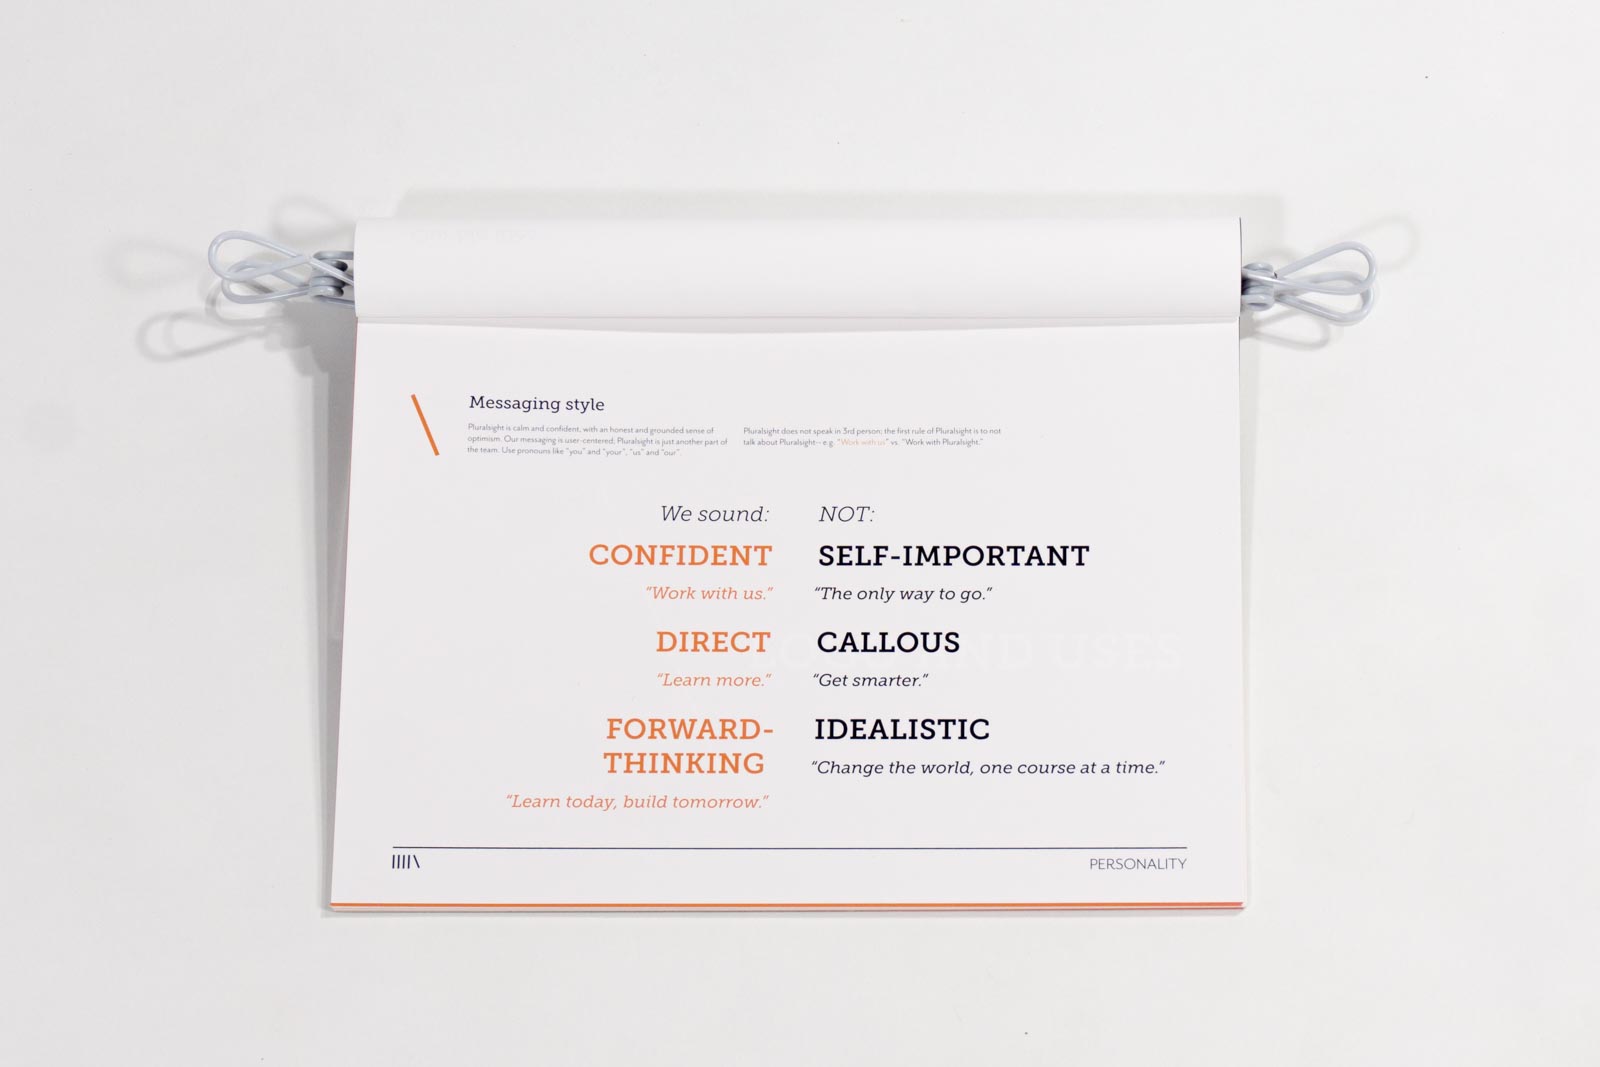 Messaging style
Pluralsight is calm and confident, with an honest and grounded sense of
optimism. Our messaging is user-centered; Pluralsight is just another part of
the team. Use pronouns like "you" and "your", "us" and "our".
Pluralsight does not speak in 3rd person; the first rule of Pluralsight is to not
talk about Pluralsight—e.g. "Work with us" vs. "Work with Pluralsight."
We sound:
NOT:
CONFIDENT
SELF-IMPORTANT
"Work with us."
"The only way to go."
DIRECT
CALLOUS
"Learn more."
"Get smarter."
FORWARD-
THINKING
IDEALISTIC
"Learn today, build tomorrow."
"Change the world, one course at a time."
AND USES
PERSONALITY